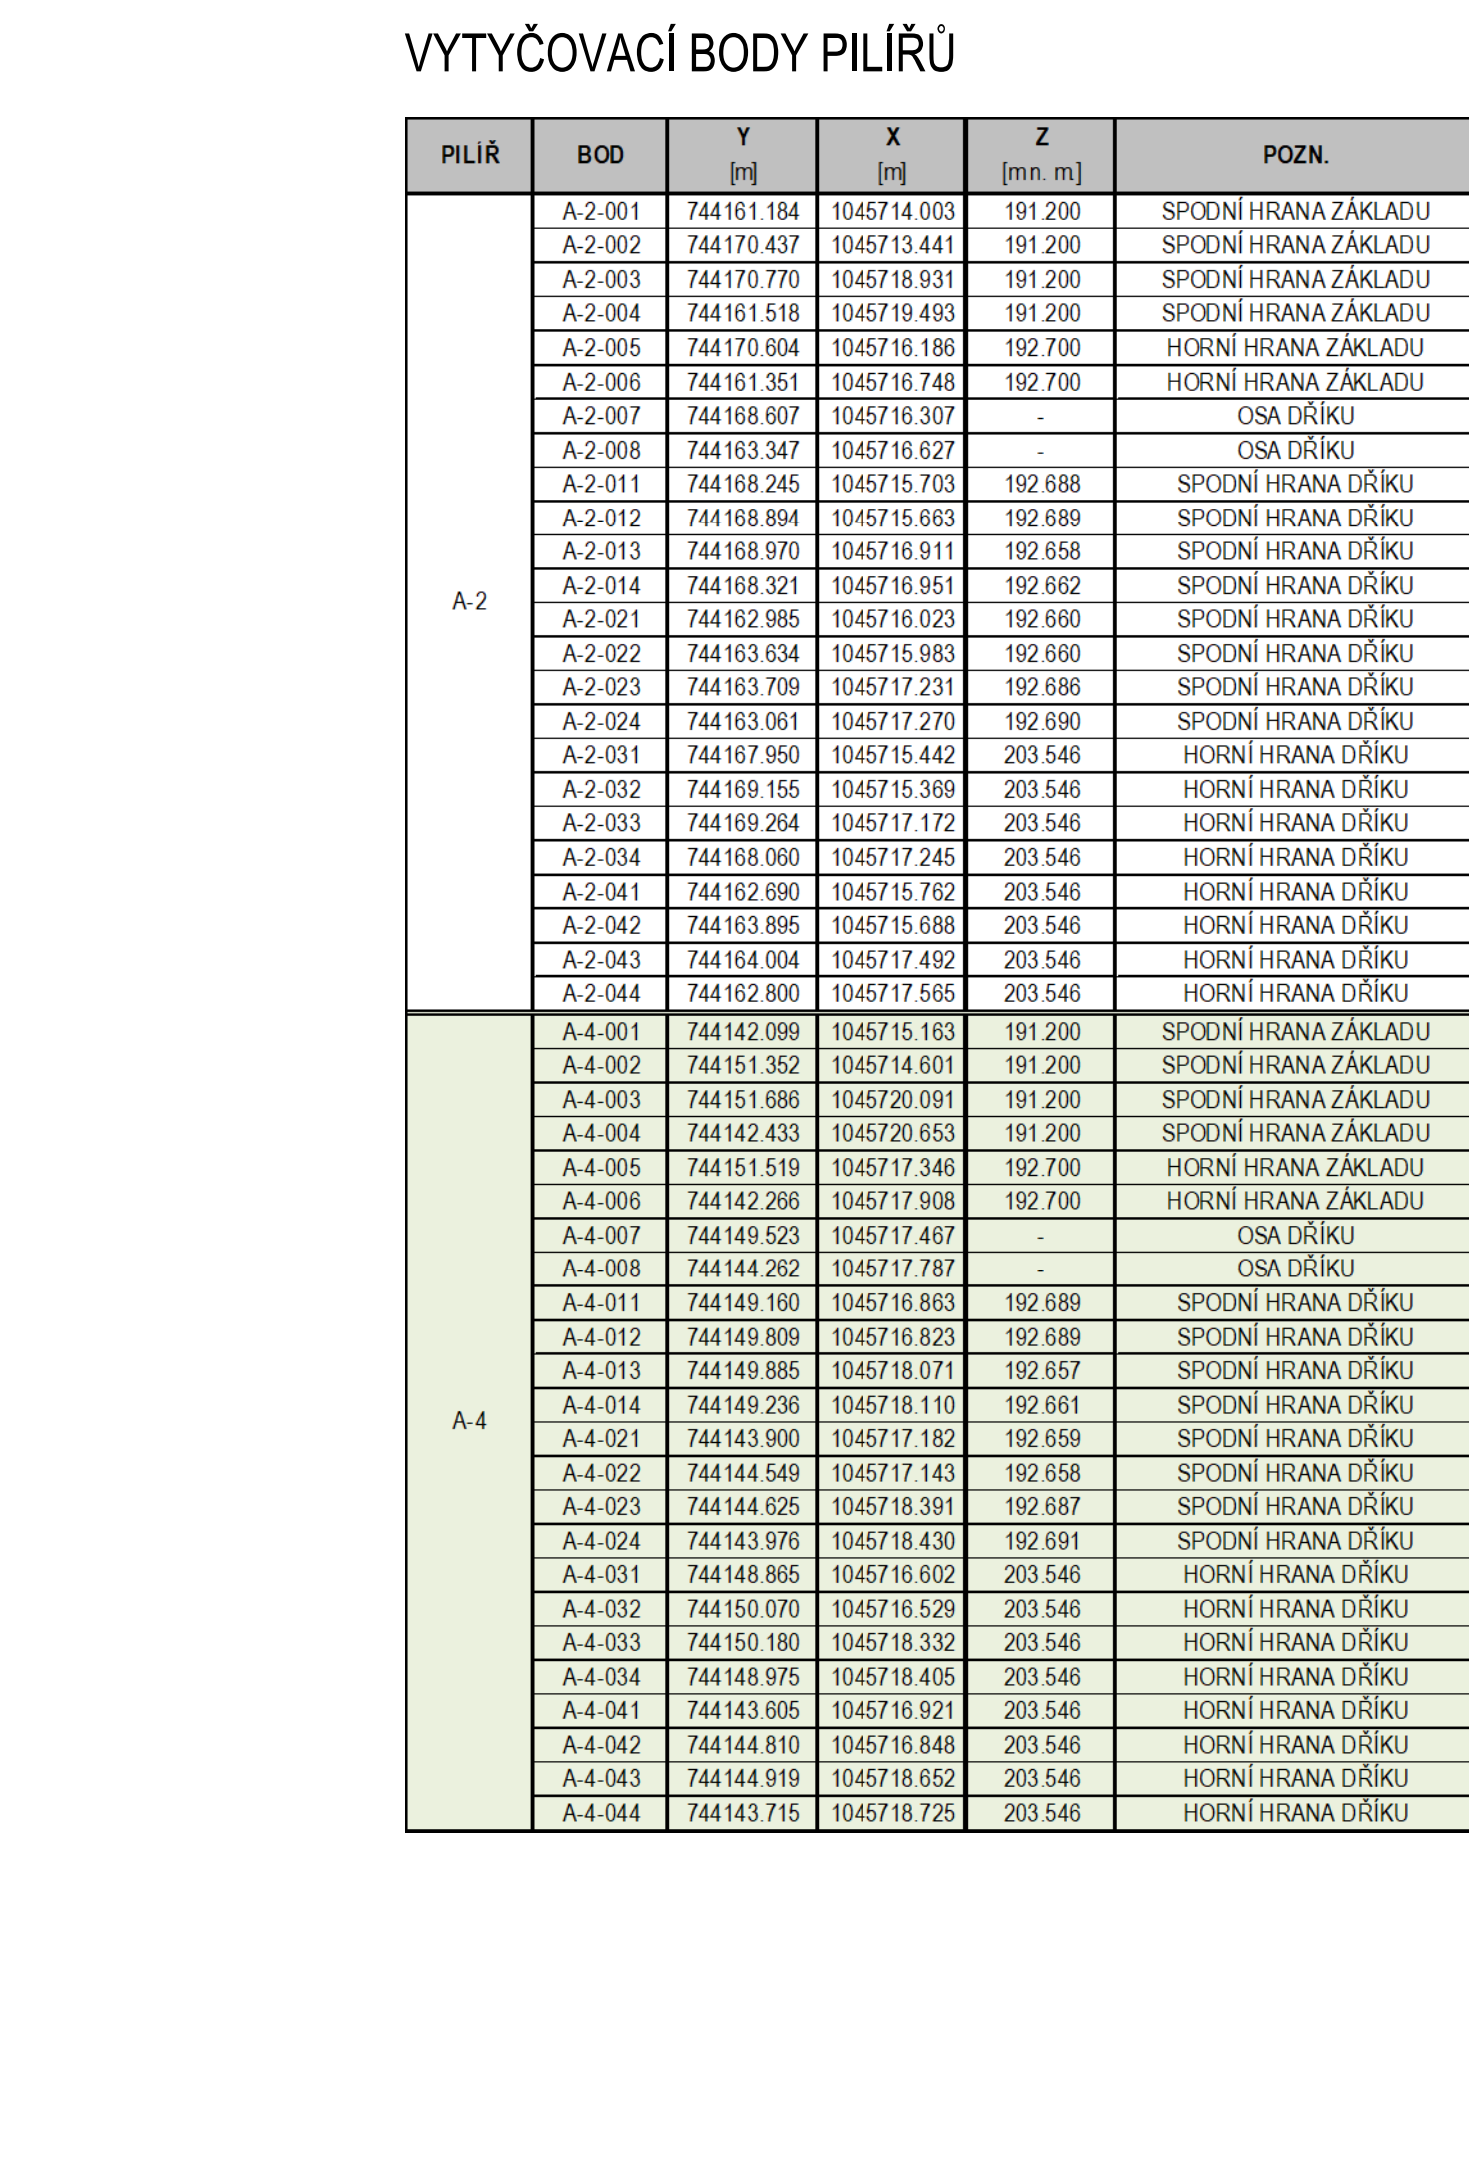 VYTYČOVACÍ BODY PILÍŘŮ
PILÍŘ BOD Y [m] X [m] Z [m n. m.] POZN.
A-2
A-2-001 744161.184 1045714.003 191.200 SPODNÍ HRANA ZÁKLADU
A-2-002 744170.437 1045713.441 191.200 SPODNÍ HRANA ZÁKLADU
A-2-003 744170.770 1045718.931 191.200 SPODNÍ HRANA ZÁKLADU
A-2-004 744161.518 1045719.493 191.200 SPODNÍ HRANA ZÁKLADU
A-2-005 744170.604 1045716.186 192.700 HORNÍ HRANA ZÁKLADU
A-2-006 744161.351 1045716.748 192.700 HORNÍ HRANA ZÁKLADU
A-2-007 744168.607 1045716.307 - OSA DŘÍKU
A-2-008 744163.347 1045716.627 - OSA DŘÍKU
A-2-011 744168.245 1045715.703 192.688 SPODNÍ HRANA DŘÍKU
A-2-012 744168.894 1045715.663 192.689 SPODNÍ HRANA DŘÍKU
A-2-013 744168.970 1045716.911 192.658 SPODNÍ HRANA DŘÍKU
A-2-014 744168.321 1045716.951 192.662 SPODNÍ HRANA DŘÍKU
A-2-021 744162.985 1045716.023 192.660 SPODNÍ HRANA DŘÍKU
A-2-022 744163.634 1045715.983 192.660 SPODNÍ HRANA DŘÍKU
A-2-023 744163.709 1045717.231 192.686 SPODNÍ HRANA DŘÍKU
A-2-024 744163.061 1045717.270 192.690 SPODNÍ HRANA DŘÍKU
A-2-031 744167.950 1045715.442 203.546 HORNÍ HRANA DŘÍKU
A-2-032 744169.155 1045715.369 203.546 HORNÍ HRANA DŘÍKU
A-2-033 744169.264 1045717.172 203.546 HORNÍ HRANA DŘÍKU
A-2-034 744168.060 1045717.245 203.546 HORNÍ HRANA DŘÍKU
A-2-041 744162.690 1045715.762 203.546 HORNÍ HRANA DŘÍKU
A-2-042 744163.895 1045715.688 203.546 HORNÍ HRANA DŘÍKU
A-2-043 744164.004 1045717.492 203.546 HORNÍ HRANA DŘÍKU
A-2-044 744162.800 1045717.565 203.546 HORNÍ HRANA DŘÍKU
A-4
A-4-001 744142.099 1045715.163 191.200 SPODNÍ HRANA ZÁKLADU
A-4-002 744151.352 1045714.601 191.200 SPODNÍ HRANA ZÁKLADU
A-4-003 744151.686 1045720.091 191.200 SPODNÍ HRANA ZÁKLADU
A-4-004 744142.433 1045720.653 191.200 SPODNÍ HRANA ZÁKLADU
A-4-005 744151.519 1045717.346 192.700 HORNÍ HRANA ZÁKLADU
A-4-006 744142.266 1045717.908 192.700 HORNÍ HRANA ZÁKLADU
A-4-007 744149.523 1045717.467 - OSA DŘÍKU
A-4-008 744144.262 1045717.787 - OSA DŘÍKU
A-4-011 744149.160 1045716.863 192.689 SPODNÍ HRANA DŘÍKU
A-4-012 744149.809 1045716.823 192.689 SPODNÍ HRANA DŘÍKU
A-4-013 744149.885 1045718.071 192.657 SPODNÍ HRANA DŘÍKU
A-4-014 744149.236 1045718.110 192.661 SPODNÍ HRANA DŘÍKU
A-4-021 744143.900 1045717.182 192.659 SPODNÍ HRANA DŘÍKU
A-4-022 744144.549 1045717.143 192.658 SPODNÍ HRANA DŘÍKU
A-4-023 744144.625 1045718.391 192.687 SPODNÍ HRANA DŘÍKU
A-4-024 744143.976 1045718.430 192.691 SPODNÍ HRANA DŘÍKU
A-4-031 744148.865 1045716.602 203.546 HORNÍ HRANA DŘÍKU
A-4-032 744150.070 1045716.529 203.546 HORNÍ HRANA DŘÍKU
A-4-033 744150.180 1045718.332 203.546 HORNÍ HRANA DŘÍKU
A-4-034 744148.975 1045718.405 203.546 HORNÍ HRANA DŘÍKU
A-4-041 744143.605 1045716.921 203.546 HORNÍ HRANA DŘÍKU
A-4-042 744144.810 1045716.848 203.546 HORNÍ HRANA DŘÍKU
A-4-043 744144.919 1045718.652 203.546 HORNÍ HRANA DŘÍKU
A-4-044 744143.715 1045718.725 203.546 HORNÍ HRANA DŘÍKU